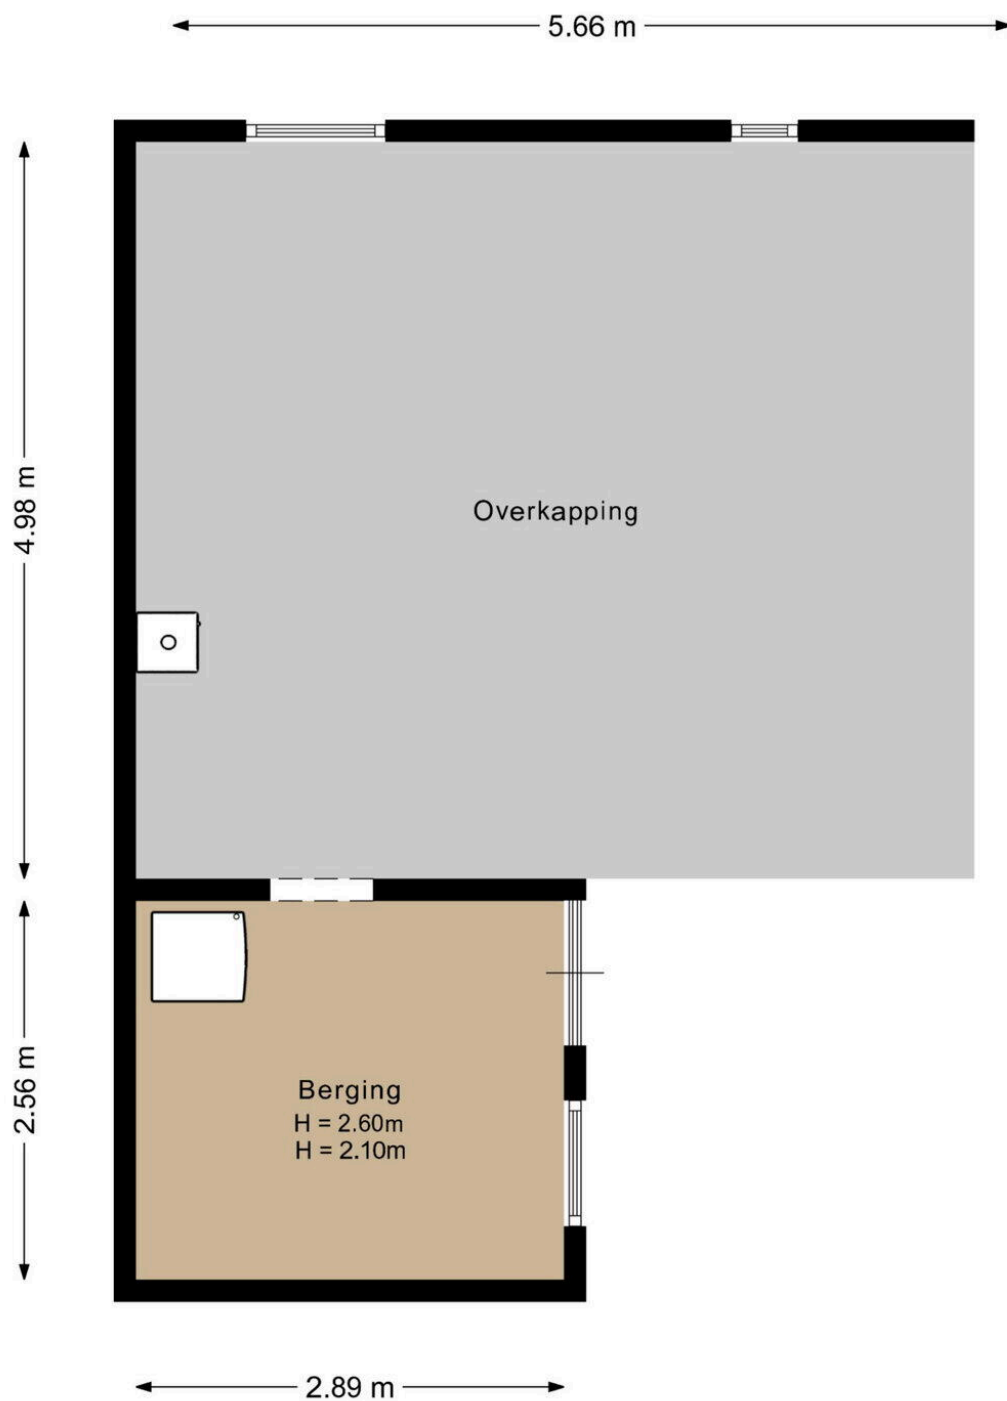 5.66 m
4.98 m
Overkapping
2.56 m
Berging
H = 2.60m
H = 2.10m
2.89 m